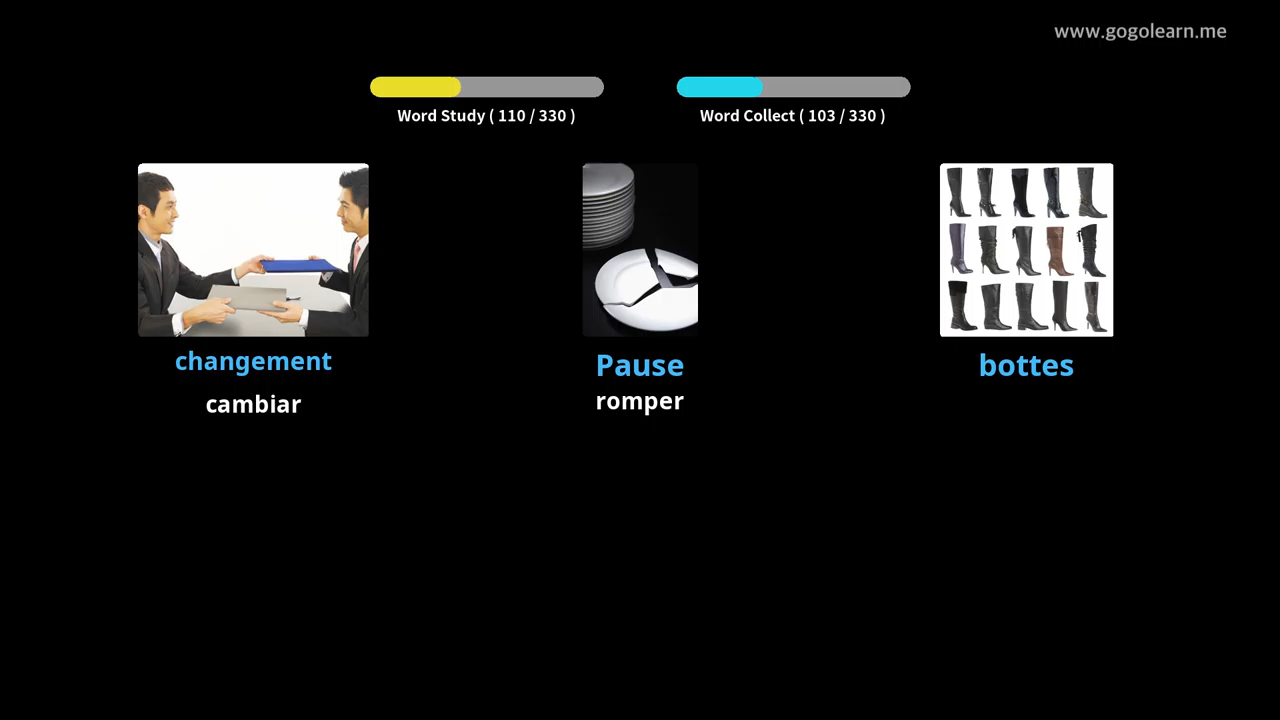 www.gogolearn.me
Word Study ( 110 / 330 )
Word Collect ( 103 / 330 )
changement
cambiar
Pause
romper
bottes